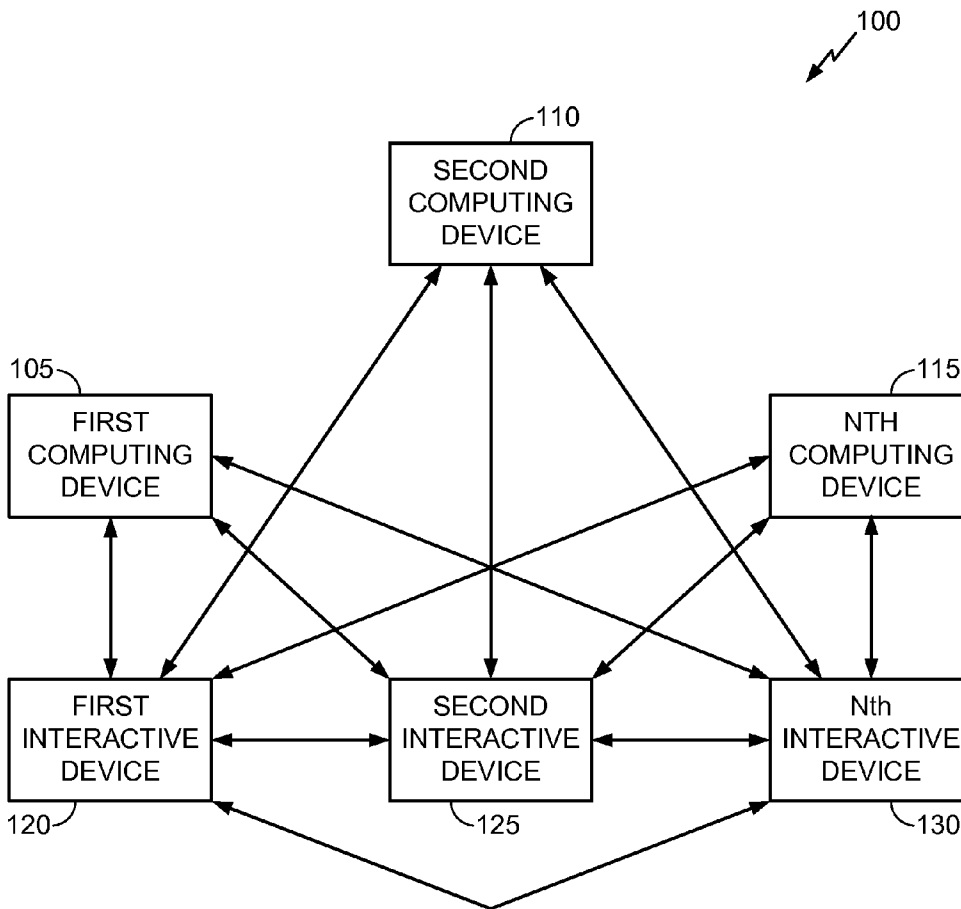 100
110
SECOND
COMPUTING
DEVICE
105
FIRST
COMPUTING
DEVICE
115
NTH
COMPUTING
DEVICE
FIRST
INTERACTIVE
DEVICE
120
SECOND
INTERACTIVE
DEVICE
125
Nth
INTERACTIVE
DEVICE
130